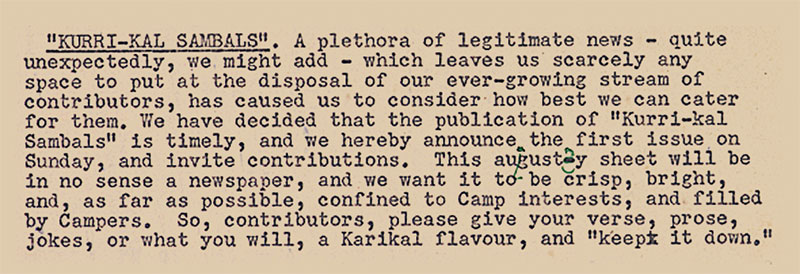 "KURRI-KAL SAMBALS". A plethora of legitimate news - quite
unexpectedly, we might add - which leaves us scarcely any
space to put at the disposal of our ever-growing stream of
contributors, has caused us to consider how best we can cater
for them. We have decided that the publication of "Kurri-kal
Sambals" is timely, and we hereby announce the first issue on
Sunday, and invite contributions. This augustay sheet will be
in no sense a newspaper, and we want it to be crisp, bright,
and, as far as possible, confined to Camp interests, and filled
by Campers. So, contributors, please give your verse, prose,
jokes, or what you will, a Karikal flavour, and "keepk it down."